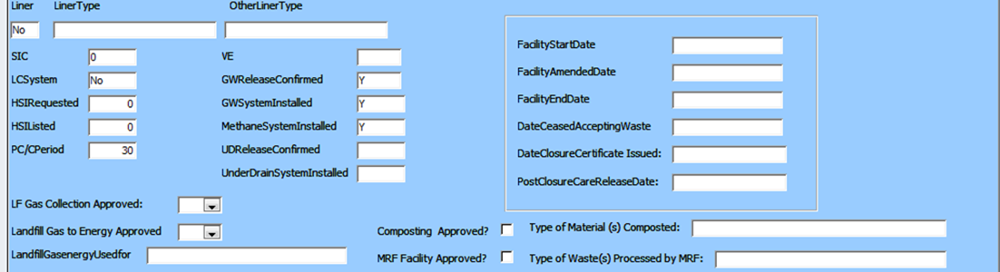 Liner LinerType OtherLinerType
No
SIC 0 VE
LCSystem No GWReleaseConfirmed Y
HSIRequested 0 GWSystemInstalled Y
HSIListed 0 MethaneSystemInstalled Y
PC/CPeriod 30 UDReleaseConfirmed
UnderDrainSystemInstalled
FacilityStartDate
FacilityAmendedDate
FacilityEndDate
DateCeasedAcceptingWaste
DateClosureCertificate Issued:
PostClosureCareReleaseDate:
LF Gas Collection Approved:
Landfill Gas to Energy Approved Composting Approved? Type of Material (s) Composted:
LandfillGasenergyUsedfor MRF Facility Approved? Type of Waste(s) Processed by MRF: